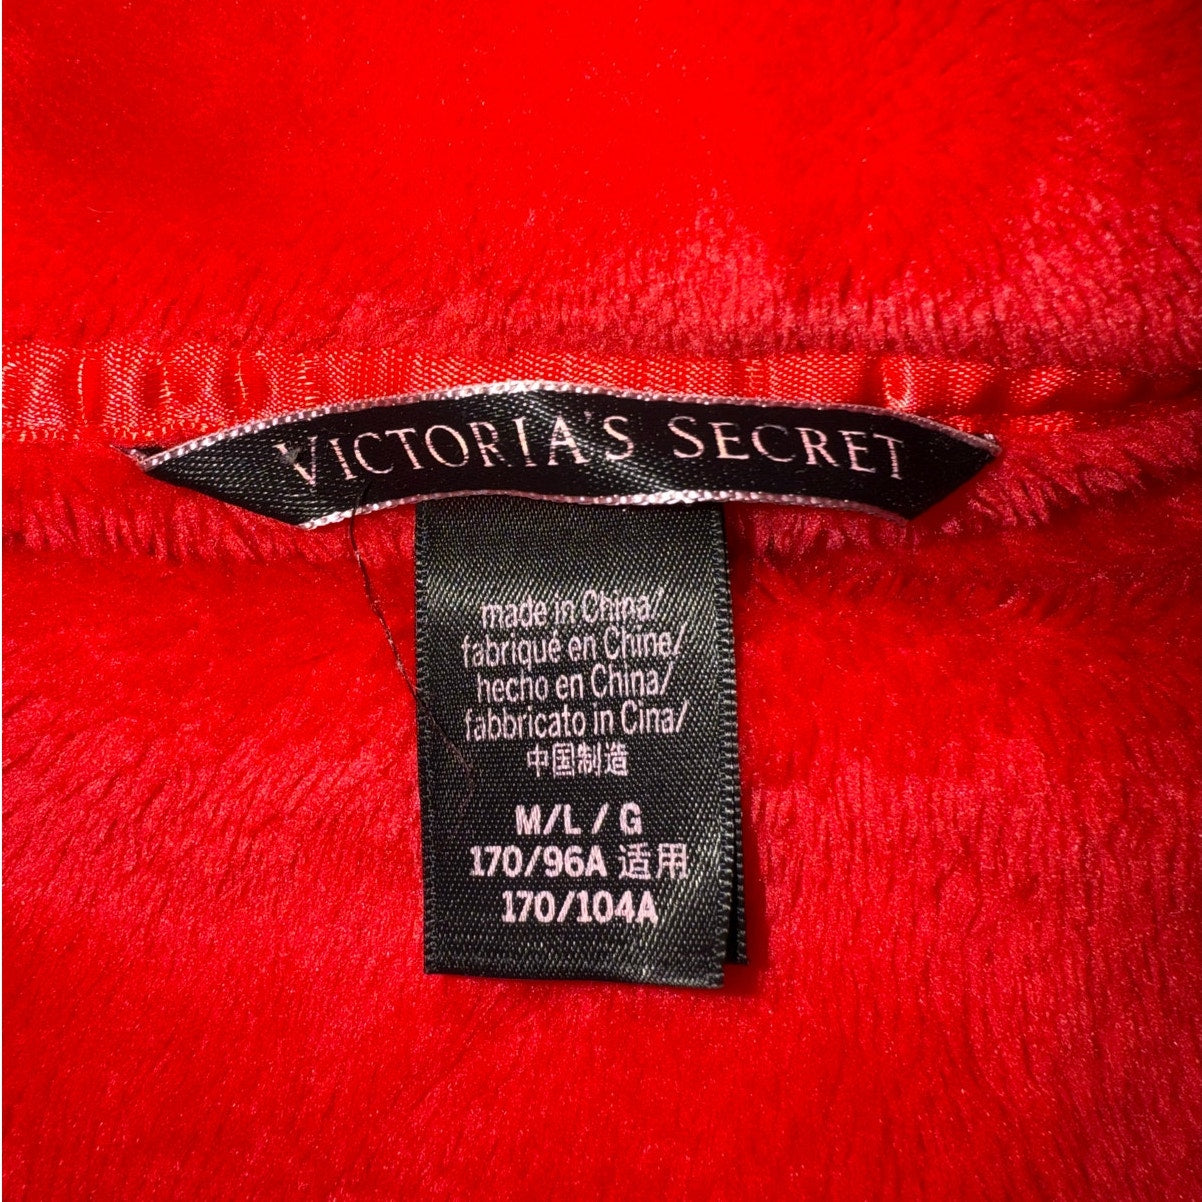 VICTORIA'S SECRET
made in China/
fabriqué en Chine/
hecho en China/
fabbricato in Cina/
中国制造
M/L / G
170/96A 适用
170/104A